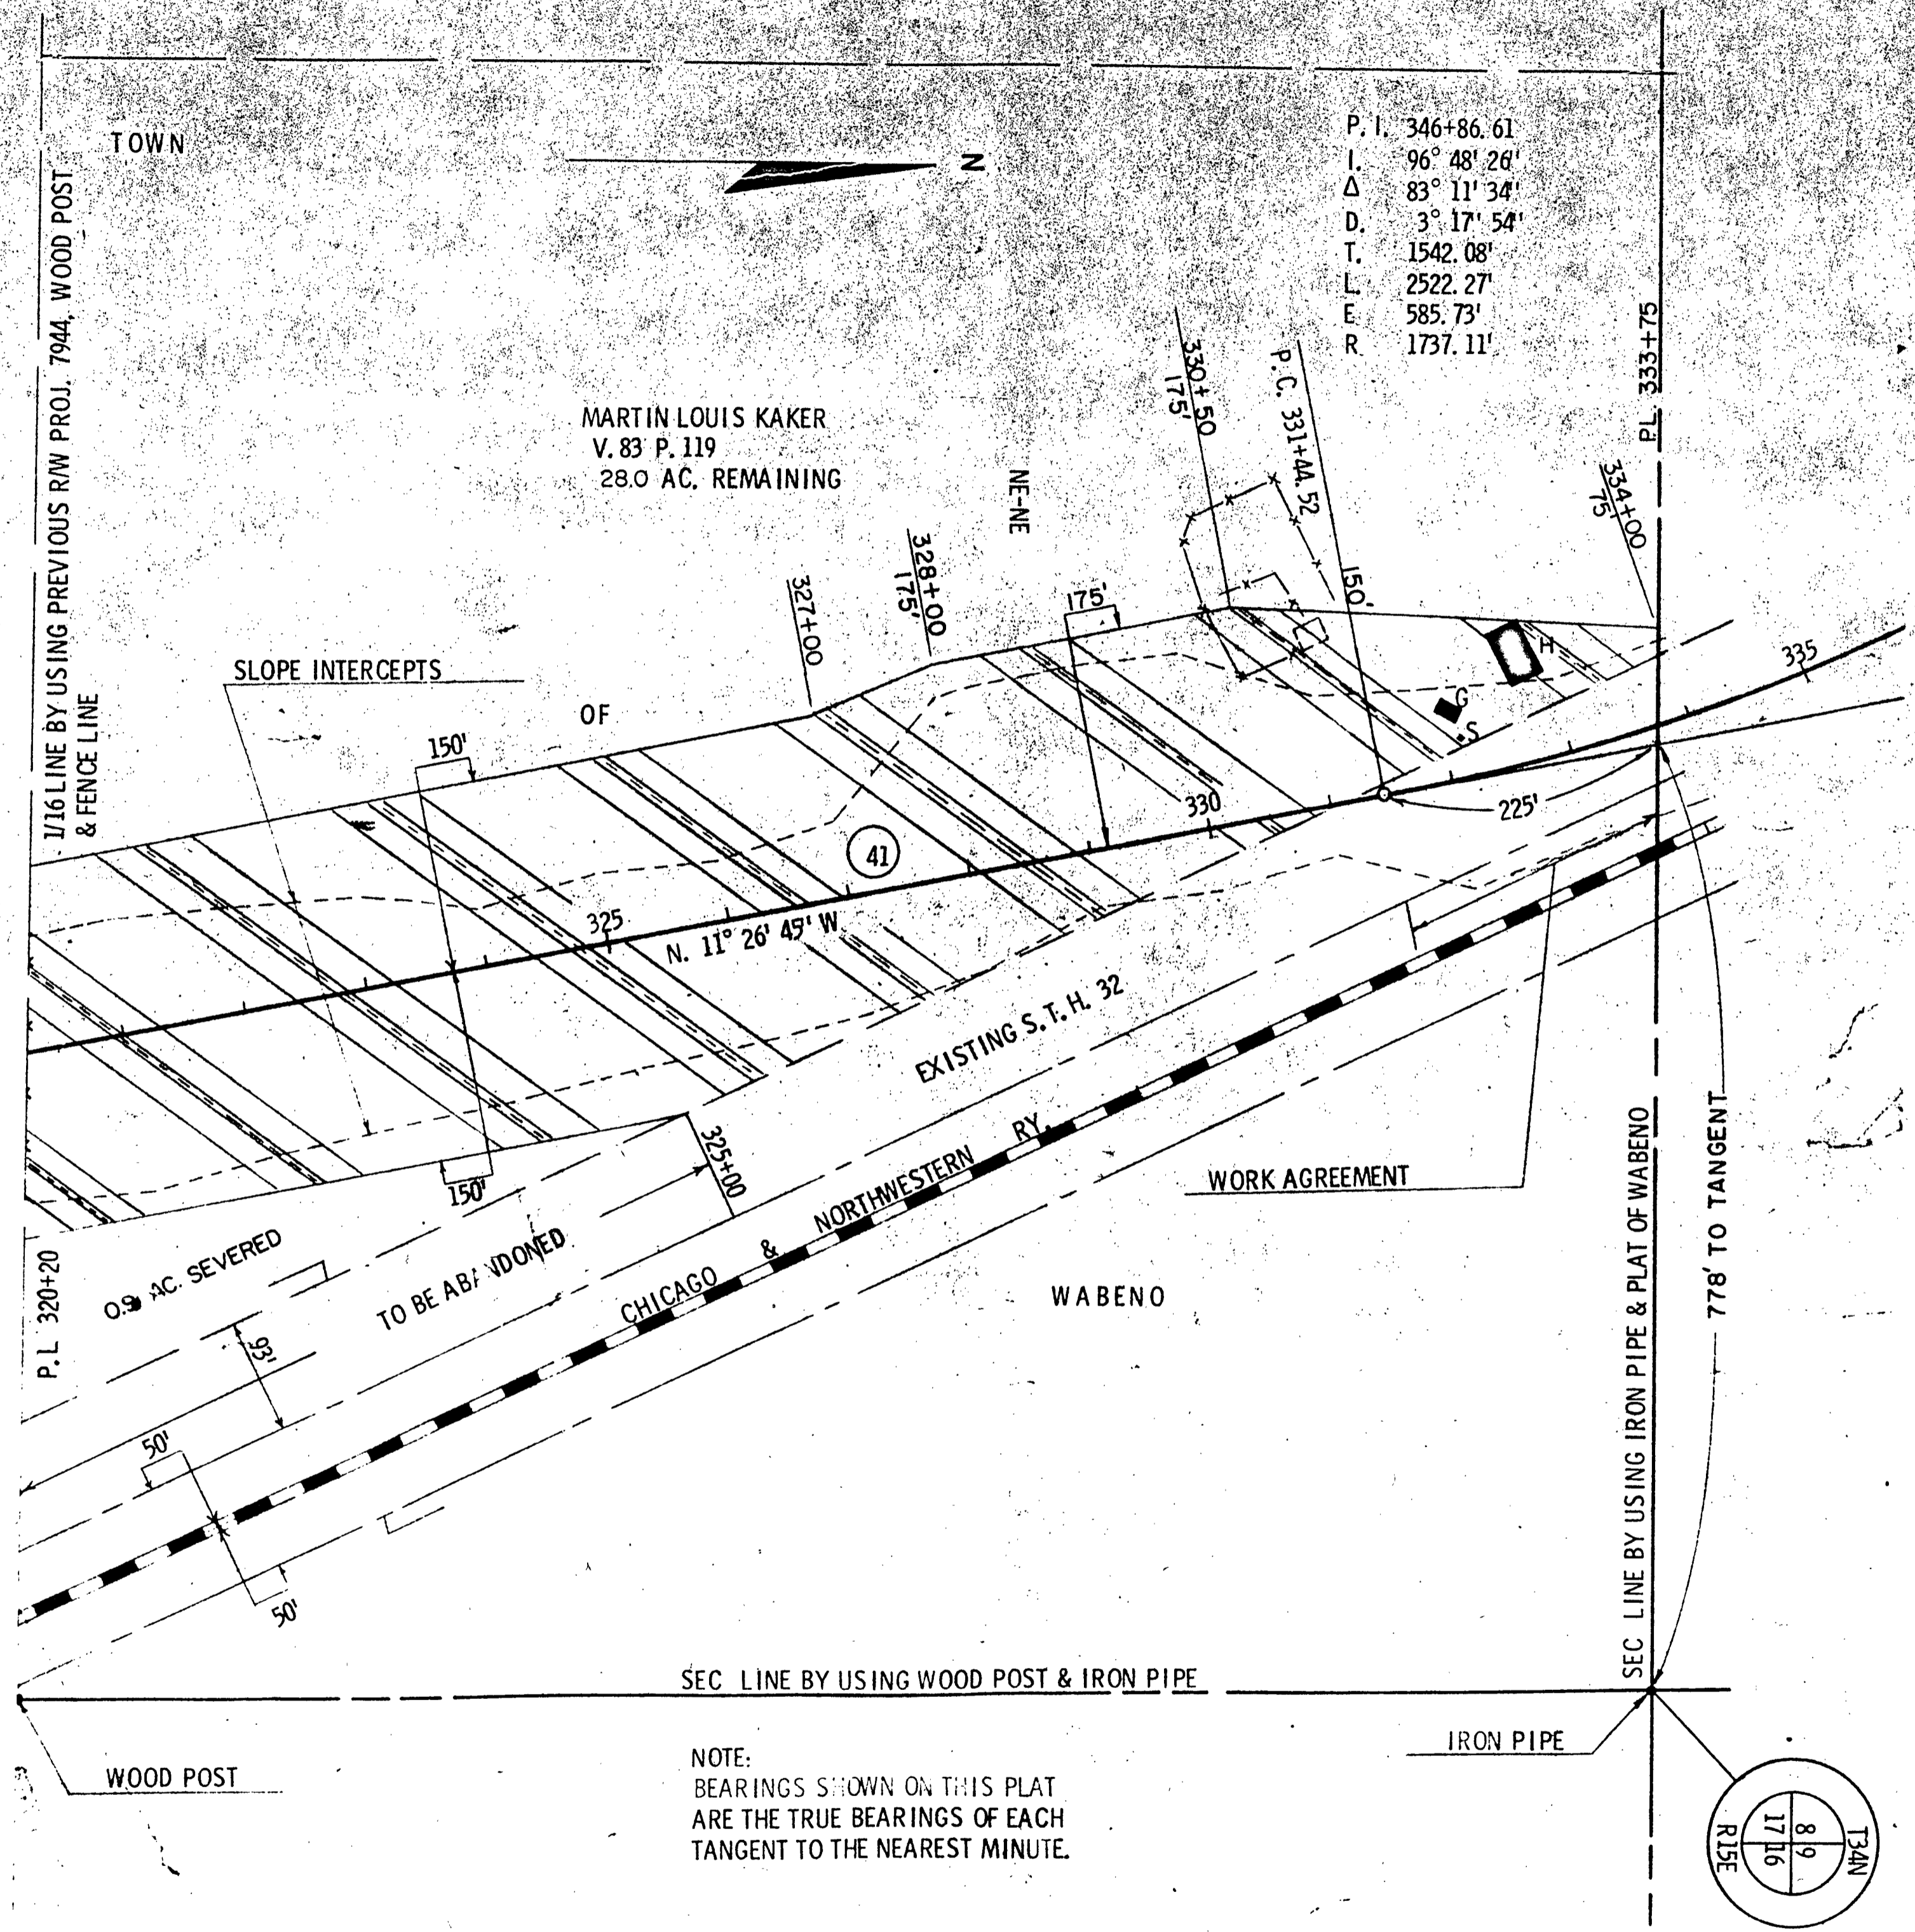 TOWN
N
P. I. 346+86.61
I. 96° 48' 26"
Δ 83° 11' 34"
D. 3° 17' 54"
T. 1542.08'
L. 2522.27'
E 585.73'
R 1737.11'
1/16 LINE BY USING PREVIOUS R/W PROJ. 7944, WOOD POST
& FENCE LINE
MARTIN LOUIS KAKER
V. 83 P. 119
28.0 AC. REMAINING
NE-NE
330+50
175'
P.C. 331+44.52
150'
P.L. 333+75
334+00
75'
327+00
328+00
175'
175'
SLOPE INTERCEPTS
OF
150'
H
G
S
335
330
225'
41
325
N. 11° 26' 45" W
EXISTING S. T. H. 32
325+00
150'
WORK AGREEMENT
CHICAGO & NORTHWESTERN RY.
P.L 320+20
AC. SEVERED
TO BE ABANDONED
93'
WABENO
50'
50'
SEC LINE BY USING IRON PIPE & PLAT OF WABENO
778' TO TANGENT
SEC LINE BY USING WOOD POST & IRON PIPE
WOOD POST
IRON PIPE
NOTE:
BEARINGS SHOWN ON THIS PLAT
ARE THE TRUE BEARINGS OF EACH
TANGENT TO THE NEAREST MINUTE.
T34N
8 9
17 16
R15E